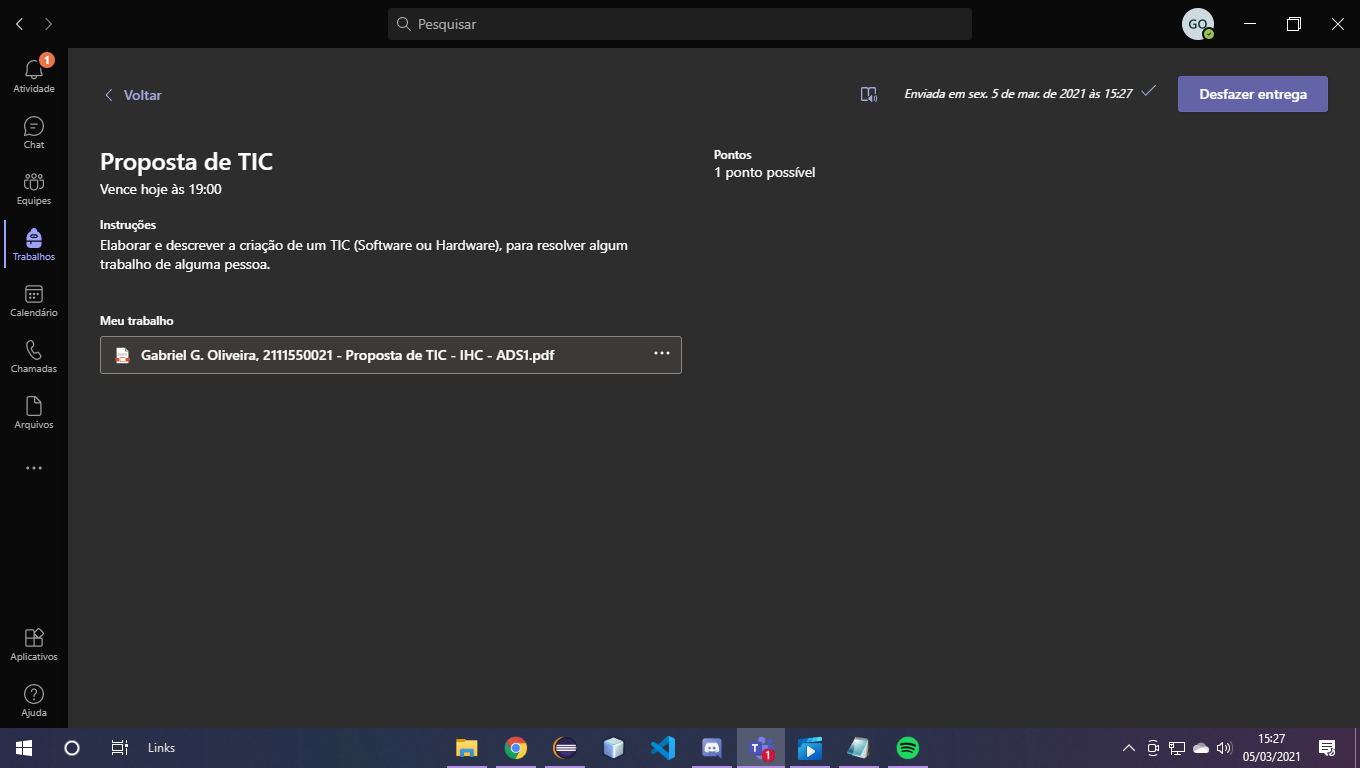 Pesquisar
GO
1
Atividade
Chat
Equipes
Trabalhos
Calendário
Chamadas
Arquivos
Aplicativos
Ajuda
Voltar
Enviada em sex. 5 de mar. de 2021 às 15:27
Desfazer entrega
Proposta de TIC
Vence hoje às 19:00
Pontos
1 ponto possível
Instruções
Elaborar e descrever a criação de um TIC (Software ou Hardware), para resolver algum
trabalho de alguma pessoa.
Meu trabalho
Gabriel G. Oliveira, 2111550021 - Proposta de TIC - IHC - ADS1.pdf
Links
T
1
15:27
05/03/2021